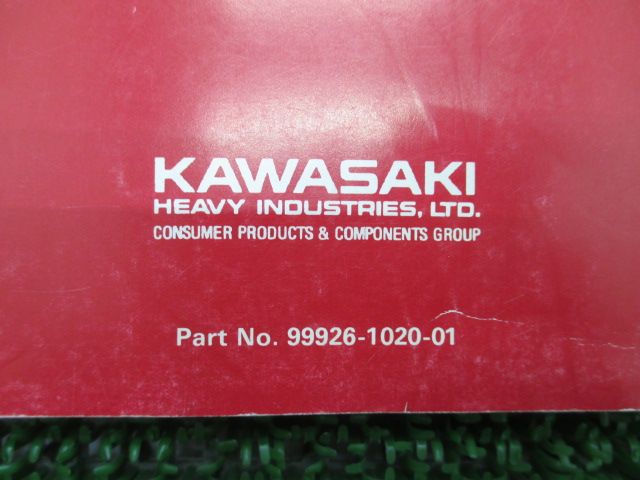 KAWASAKI
HEAVY INDUSTRIES, LTD.
CONSUMER PRODUCTS & COMPONENTS GROUP
Part No. 99926-1020-01